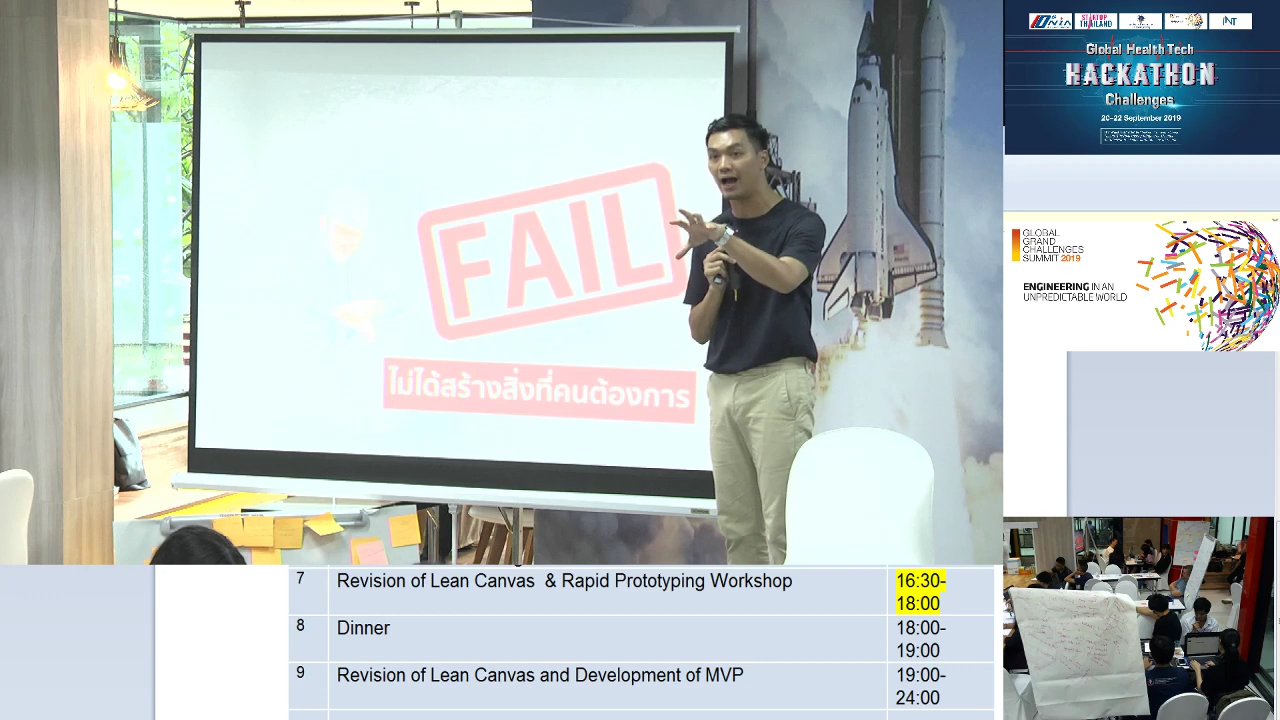 FAIL
ไม่ได้สร้างสิ่งที่คนต้องการ
STARTUP
THAILAND
Global Health Tech
HACKATHON
Challenges
20-22 September 2019
GLOBAL
GRAND
CHALLENGES
SUMMIT 2019
ENGINEERING IN AN
UNPREDICTABLE WORLD
7 Revision of Lean Canvas & Rapid Prototyping Workshop 16:30-
18:00
8 Dinner 18:00-
19:00
9 Revision of Lean Canvas and Development of MVP 19:00-
24:00